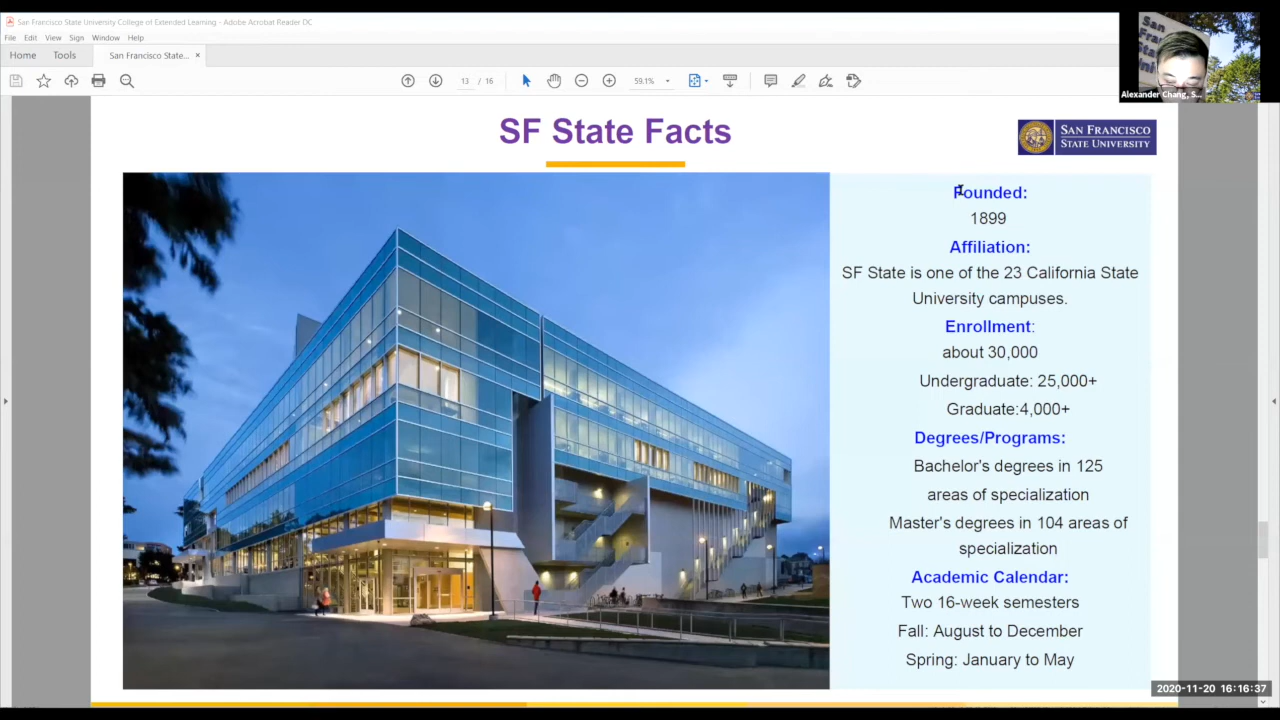 San Francisco State University College of Extended Learning - Adobe Acrobat Reader DC
File Edit View Sign Window Help
Home Tools San Francisco State... ×
13 / 16 59.1%
San
Alexander Chang, S...
SF State Facts
SAN FRANCISCO
STATE UNIVERSITY
Founded:
1899
Affiliation:
SF State is one of the 23 California State
University campuses.
Enrollment:
about 30,000
Undergraduate: 25,000+
Graduate:4,000+
Degrees/Programs:
Bachelor's degrees in 125
areas of specialization
Master's degrees in 104 areas of
specialization
Academic Calendar:
Two 16-week semesters
Fall: August to December
Spring: January to May
2020-11-20 16:16:37